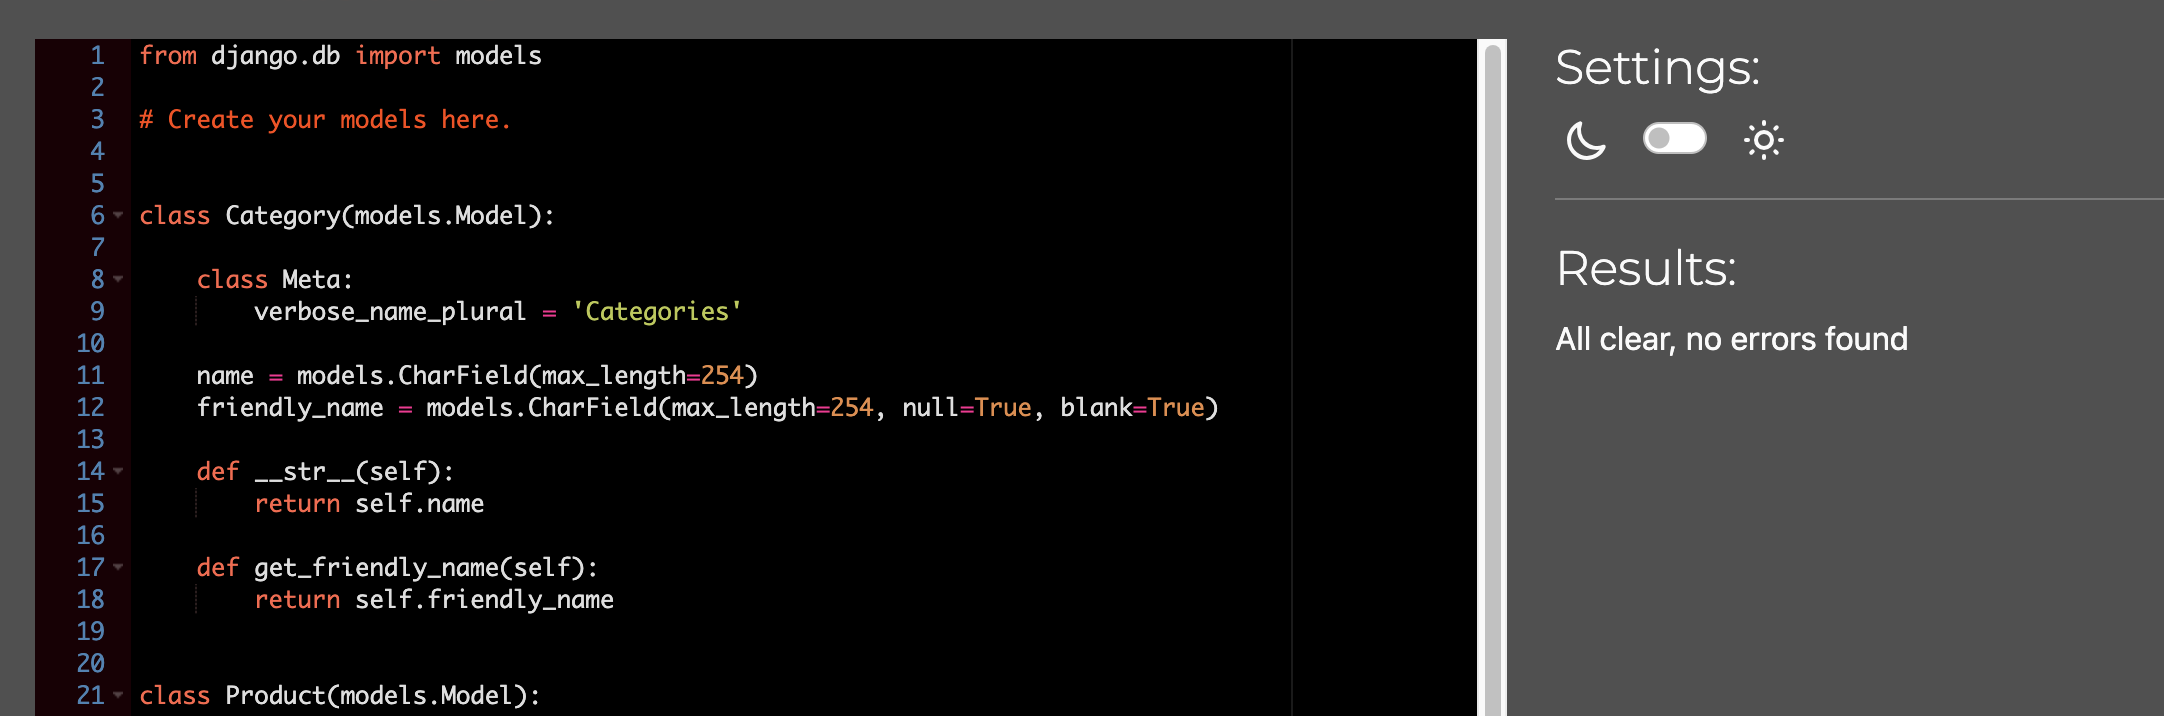 1 from django.db import models
2
3 # Create your models here.
4
5
6 class Category(models.Model):
7
8     class Meta:
9         verbose_name_plural = 'Categories'
10
11     name = models.CharField(max_length=254)
12     friendly_name = models.CharField(max_length=254, null=True, blank=True)
13
14     def __str__(self):
15         return self.name
16
17     def get_friendly_name(self):
18         return self.friendly_name
19
20
21 class Product(models.Model):
Settings:
Results:
All clear, no errors found